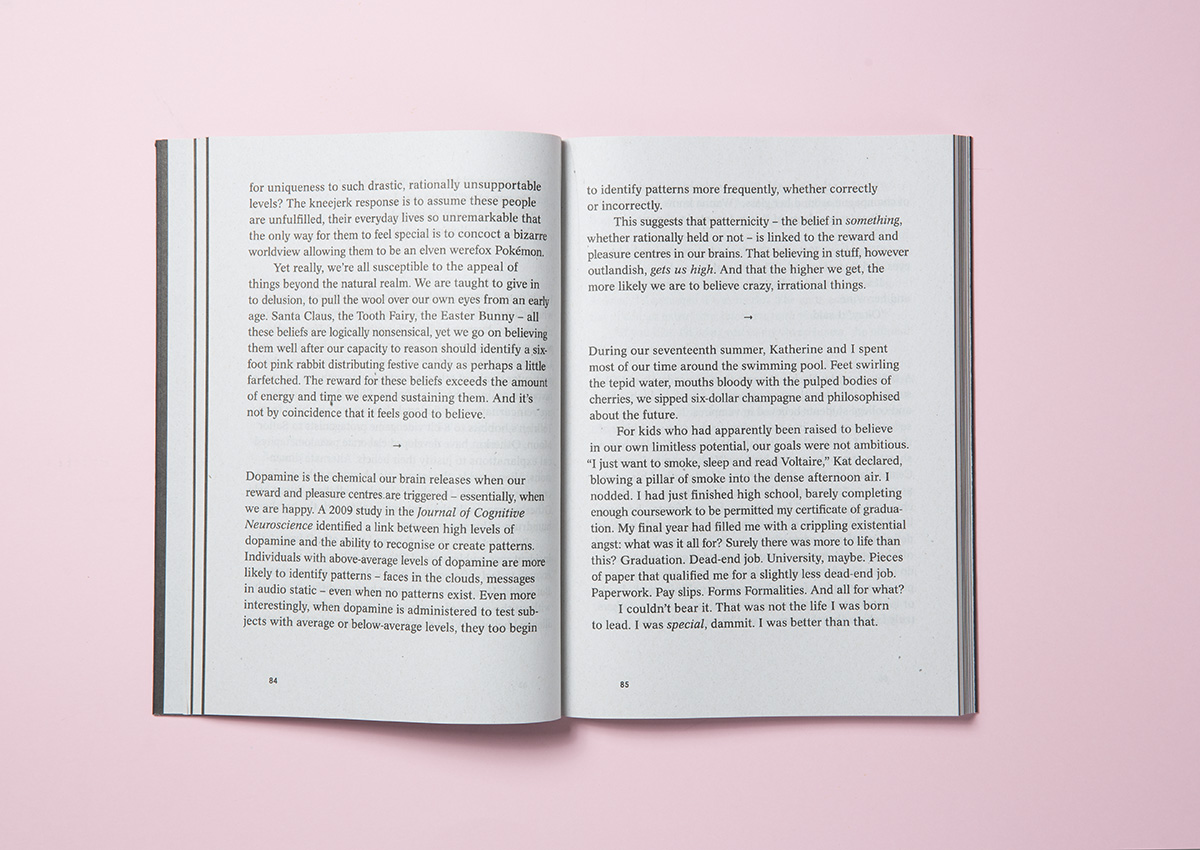 for uniqueness to such drastic, rationally unsupportable
levels? The kneejerk response is to assume these people
are unfulfilled, their everyday lives so unremarkable that
the only way for them to feel special is to concoct a bizarre
worldview allowing them to be an elven werefox Pokémon.
Yet really, we're all susceptible to the appeal of
things beyond the natural realm. We are taught to give in
to delusion, to pull the wool over our own eyes from an early
age. Santa Claus, the Tooth Fairy, the Easter Bunny – all
these beliefs are logically nonsensical, yet we go on believing
them well after our capacity to reason should identify a six-
foot pink rabbit distributing festive candy as perhaps a little
farfetched. The reward for these beliefs exceeds the amount
of energy and time we expend sustaining them. And it's
not by coincidence that it feels good to believe.
→
Dopamine is the chemical our brain releases when our
reward and pleasure centres are triggered – essentially, when
we are happy. A 2009 study in the Journal of Cognitive
Neuroscience identified a link between high levels of
dopamine and the ability to recognise or create patterns.
Individuals with above-average levels of dopamine are more
likely to identify patterns – faces in the clouds, messages
in audio static – even when no patterns exist. Even more
interestingly, when dopamine is administered to test sub-
jects with average or below-average levels, they too begin
84
to identify patterns more frequently, whether correctly
or incorrectly.
This suggests that patternicity – the belief in something,
whether rationally held or not – is linked to the reward and
pleasure centres in our brains. That believing in stuff, however
outlandish, gets us high. And that the higher we get, the
more likely we are to believe crazy, irrational things.
→
During our seventeenth summer, Katherine and I spent
most of our time around the swimming pool. Feet swirling
the tepid water, mouths bloody with the pulped bodies of
cherries, we sipped six-dollar champagne and philosophised
about the future.
For kids who had apparently been raised to believe
in our own limitless potential, our goals were not ambitious.
“I just want to smoke, sleep and read Voltaire,” Kat declared,
blowing a pillar of smoke into the dense afternoon air. I
nodded. I had just finished high school, barely completing
enough coursework to be permitted my certificate of gradua-
tion. My final year had filled me with a crippling existential
angst: what was it all for? Surely there was more to life than
this? Graduation. Dead-end job. University, maybe. Pieces
of paper that qualified me for a slightly less dead-end job.
Paperwork. Pay slips. Forms Formalities. And all for what?
I couldn't bear it. That was not the life I was born
to lead. I was special, dammit. I was better than that.
85